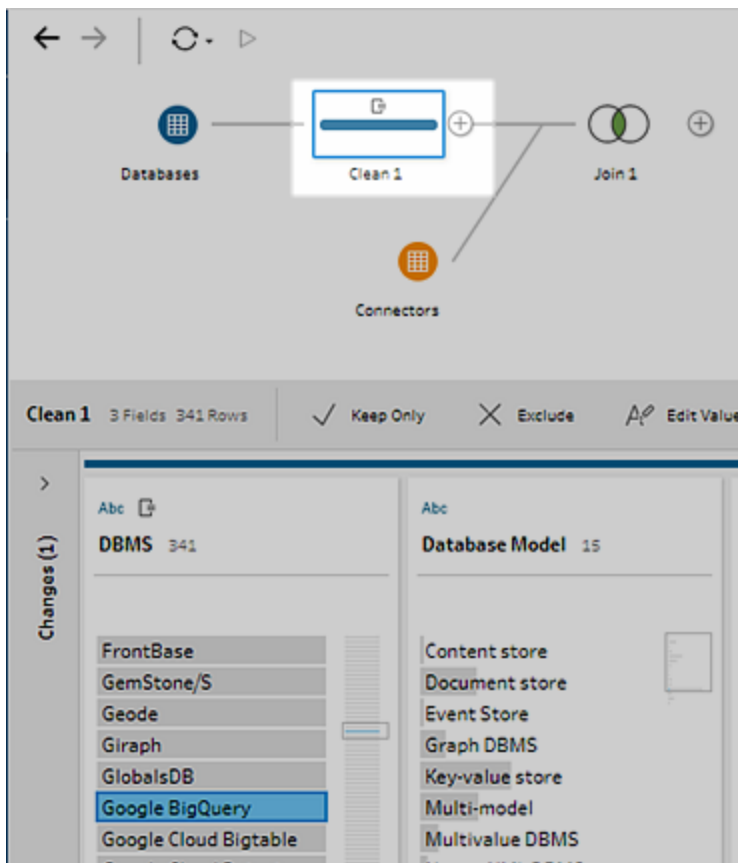 Databases
Clean 1
Join 1
Connectors
Clean 1 3 Fields 341 Rows Keep Only Exclude Edit Value
Changes (1)
Abc
DBMS 341
FrontBase
GemStone/S
Geode
Giraph
GlobalsDB
Google BigQuery
Google Cloud Bigtable
Abc
Database Model 15
Content store
Document store
Event Store
Graph DBMS
Key-value store
Multi-model
Multivalue DBMS